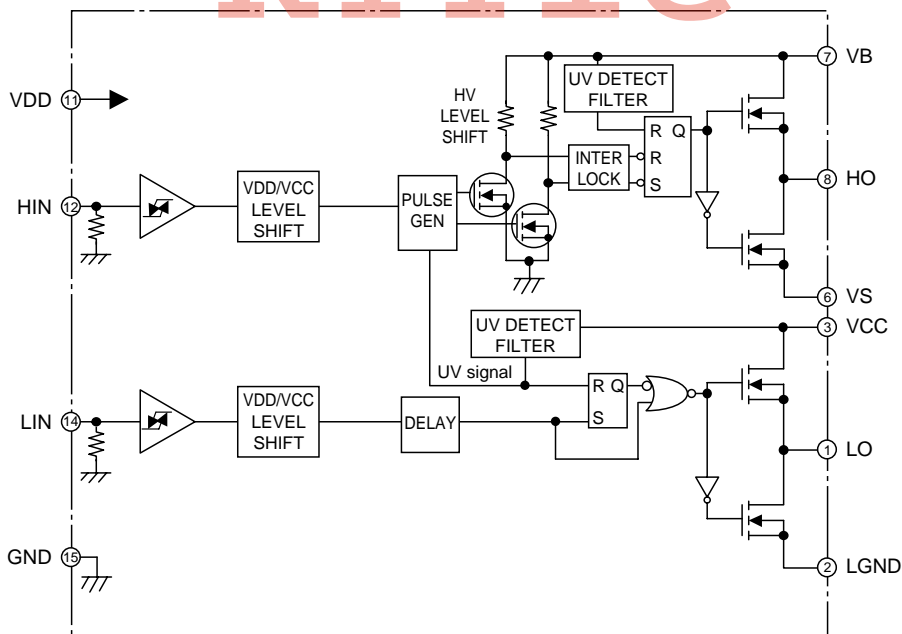 7 VB
UV DETECT
FILTER
VDD 11
HV
LEVEL
SHIFT
R Q
R
S
INTER
LOCK
8 HO
HIN 12
VDD/VCC
LEVEL
SHIFT
PULSE
GEN
6 VS
3 VCC
UV DETECT
FILTER
UV signal
R Q
S
LIN 14
VDD/VCC
LEVEL
SHIFT
DELAY
1 LO
GND 15
2 LGND